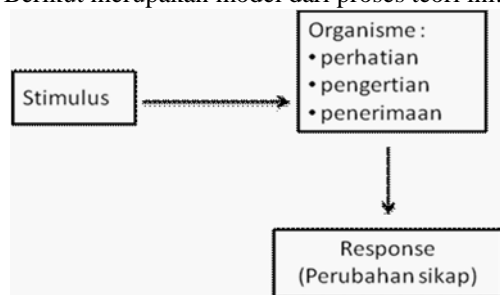 Berikut merupakan model dari proses teori ini:
Organisme :
• perhatian
• pengertian
• penerimaan
Stimulus
Response
(Perubahan sikap)